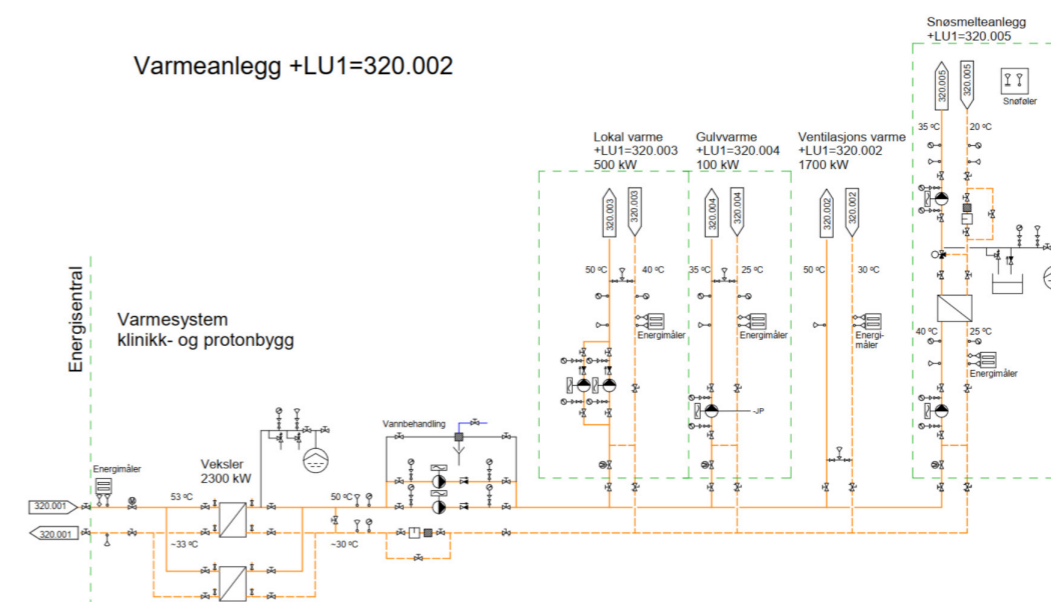 Snøsmelteanlegg
+LU1=320.005
Varmeanlegg +LU1=320.002
320.005
320.005
Snøføler
35 ºC
20 ºC
Lokal varme
+LU1=320.003
500 kW
Gulvvarme
+LU1=320.004
100 kW
Ventilasjons varme
+LU1=320.002
1700 kW
320.003
320.003
320.004
320.004
320.002
320.002
50 ºC
40 ºC
35 ºC
25 ºC
50 ºC
30 ºC
Energisentral
Varmesystem
klinikk- og protonbygg
Energimåler
Energimåler
Energi-
måler
40 ºC
25 ºC
Energimåler
-JP
Vannbehandling
Energimåler
Veksler
2300 kW
320.001
53 ºC
50 ºC
320.001
~33 ºC
~30 ºC